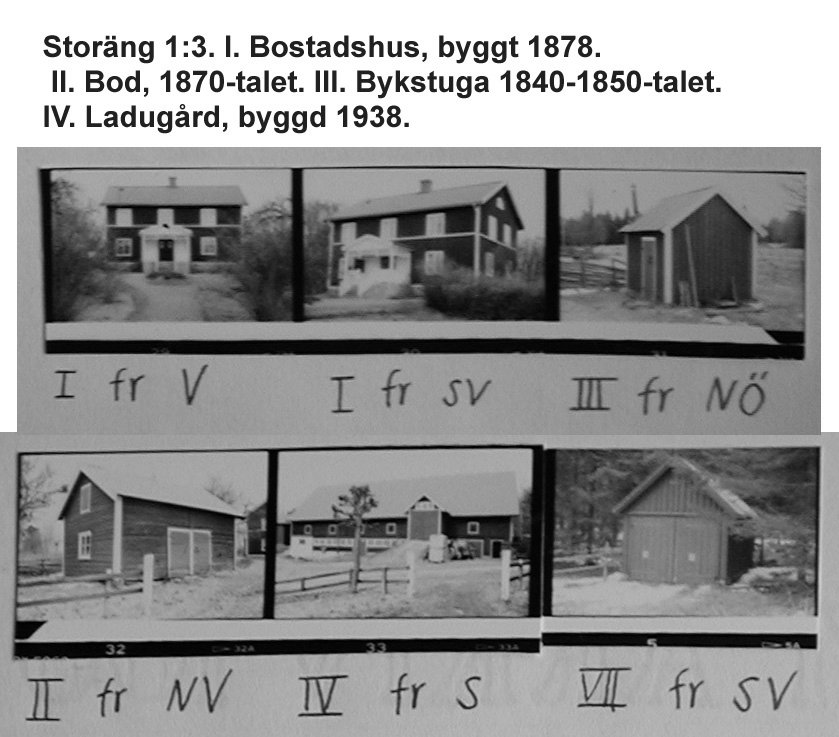 Storäng 1:3. I. Bostadshus, byggt 1878.
II. Bod, 1870-talet. III. Bykstuga 1840-1850-talet.
IV. Ladugård, byggd 1938.
I fr V
I fr SV
III fr NÖ
32
32A
33
33A
5
5A
II fr NV
IV fr S
VII fr SV